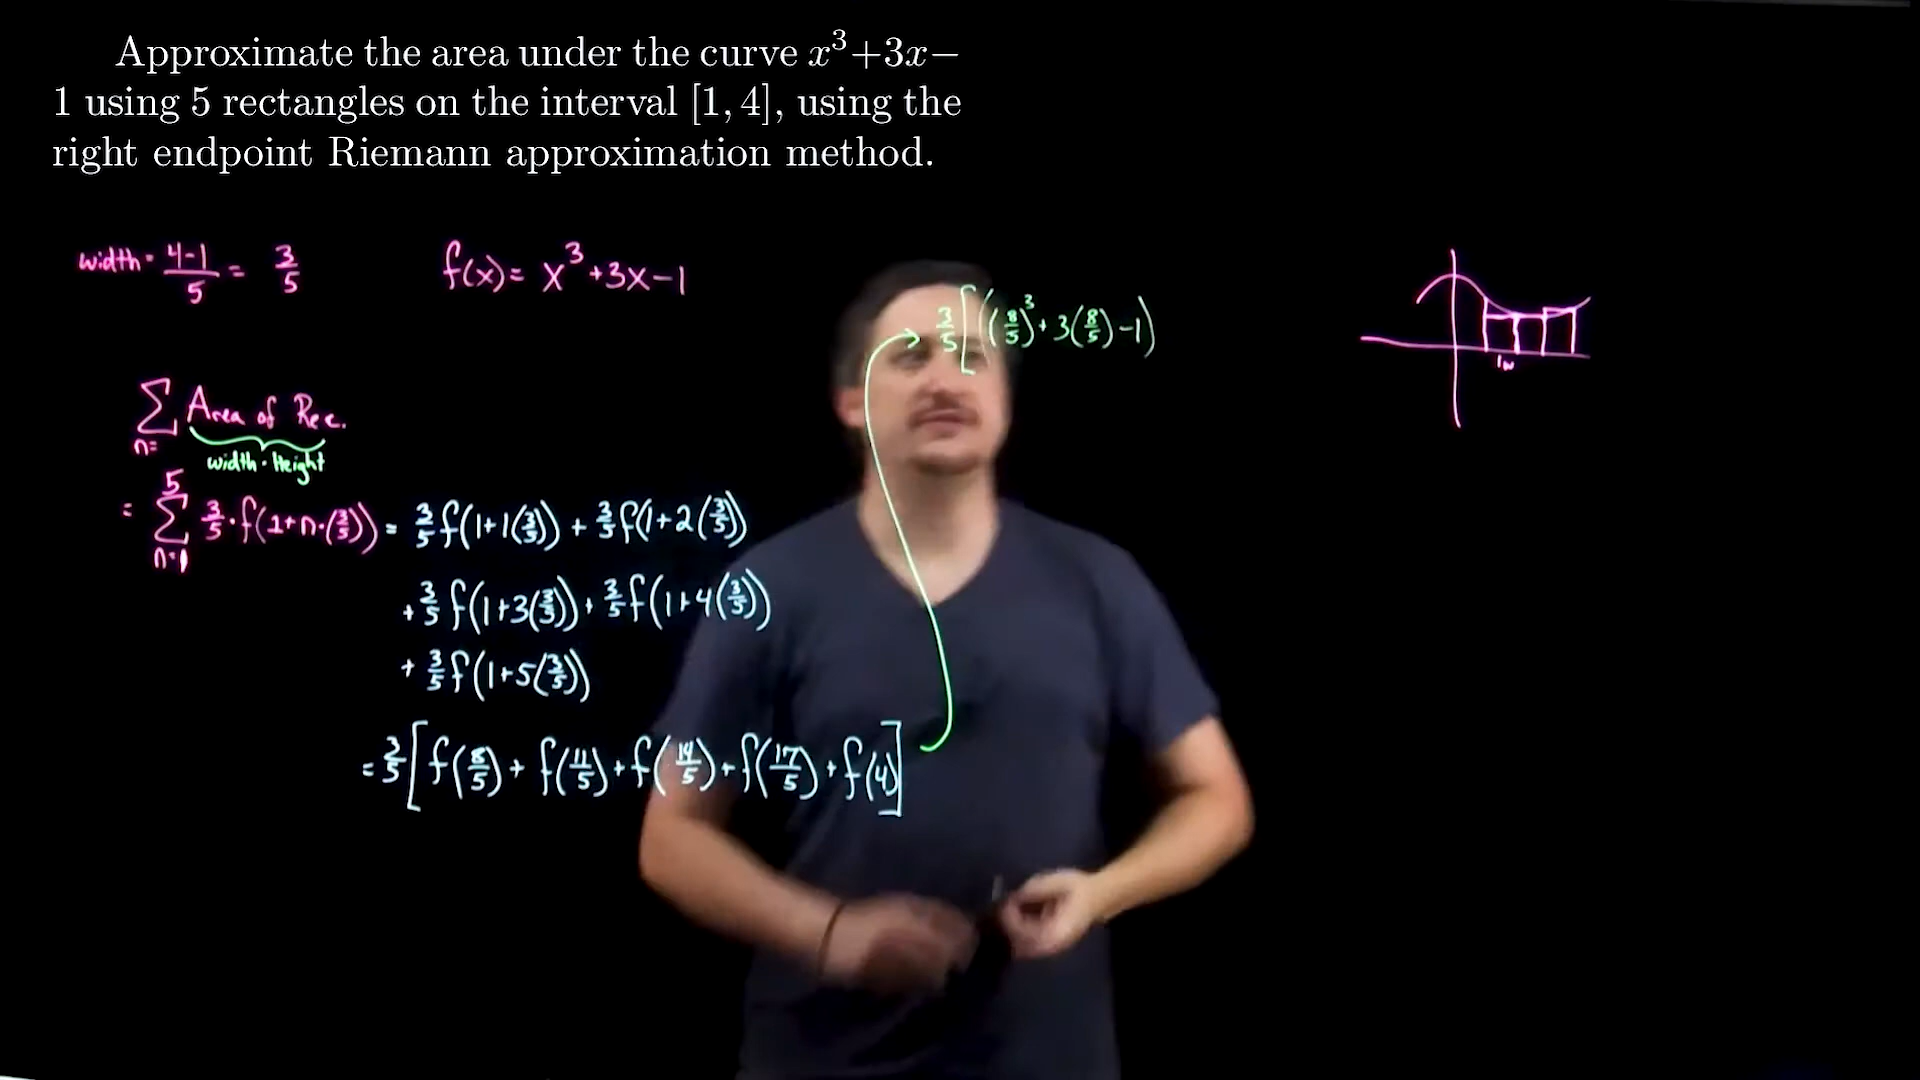 Approximate the area under the curve x³+3x−
1 using 5 rectangles on the interval [1, 4], using the
right endpoint Riemann approximation method.
width = (4-1)/5 = 3/5
f(x) = x³ + 3x - 1
3/5 [ ((8/5)³ + 3(8/5) - 1)
w
∑ Area of Rec.
n=
width · Height
= ∑ 3/5 · f(1+n·(3/5)) = 3/5 f(1+1(3/5)) + 3/5 f(1+2(3/5))
5
n=1
+ 3/5 f(1+3(3/5)) + 3/5 f(1+4(3/5))
+ 3/5 f(1+5(3/5))
= 3/5 [ f(8/5) + f(11/5) + f(14/5) + f(17/5) + f(4) ]